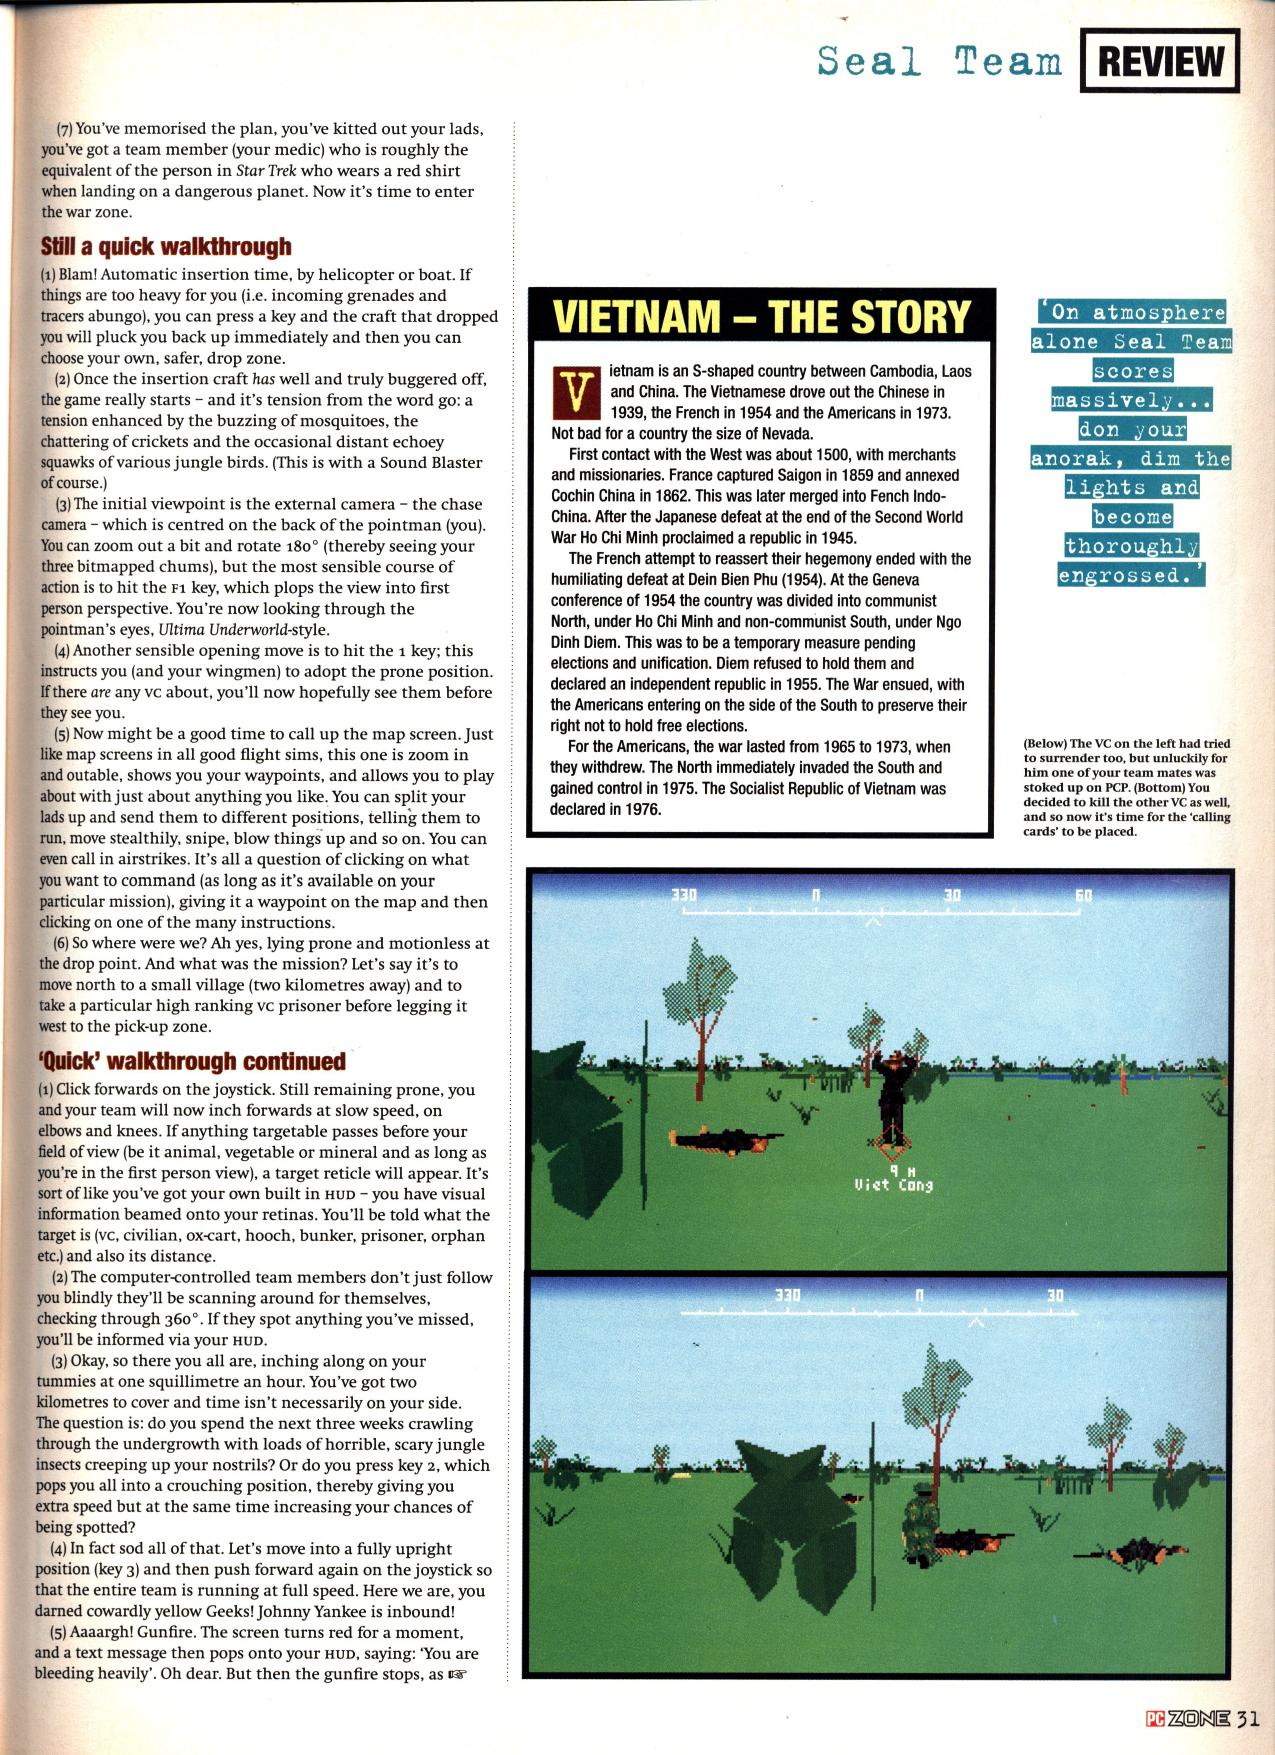 Seal Team REVIEW
(7) You've memorised the plan, you've kitted out your lads,
you've got a team member (your medic) who is roughly the
equivalent of the person in Star Trek who wears a red shirt
when landing on a dangerous planet. Now it's time to enter
the war zone.
Still a quick walkthrough
(1) Blam! Automatic insertion time, by helicopter or boat. If
things are too heavy for you (i.e. incoming grenades and
tracers abungo), you can press a key and the craft that dropped
you will pluck you back up immediately and then you can
choose your own, safer, drop zone.
(2) Once the insertion craft has well and truly buggered off,
the game really starts – and it's tension from the word go: a
tension enhanced by the buzzing of mosquitoes, the
chattering of crickets and the occasional distant echoey
squawks of various jungle birds. (This is with a Sound Blaster
of course.)
(3) The initial viewpoint is the external camera – the chase
camera – which is centred on the back of the pointman (you).
You can zoom out a bit and rotate 180° (thereby seeing your
three bitmapped chums), but the most sensible course of
action is to hit the F1 key, which plops the view into first
person perspective. You're now looking through the
pointman's eyes, Ultima Underworld-style.
(4) Another sensible opening move is to hit the 1 key; this
instructs you (and your wingmen) to adopt the prone position.
If there are any VC about, you'll now hopefully see them before
they see you.
(5) Now might be a good time to call up the map screen. Just
like map screens in all good flight sims, this one is zoom in
and outable, shows you your waypoints, and allows you to play
about with just about anything you like. You can split your
lads up and send them to different positions, telling them to
run, move stealthily, snipe, blow things up and so on. You can
even call in airstrikes. It's all a question of clicking on what
you want to command (as long as it's available on your
particular mission), giving it a waypoint on the map and then
clicking on one of the many instructions.
(6) So where were we? Ah yes, lying prone and motionless at
the drop point. And what was the mission? Let's say it's to
move north to a small village (two kilometres away) and to
take a particular high ranking VC prisoner before legging it
west to the pick-up zone.
'Quick' walkthrough continued
(1) Click forwards on the joystick. Still remaining prone, you
and your team will now inch forwards at slow speed, on
elbows and knees. If anything targetable passes before your
field of view (be it animal, vegetable or mineral and as long as
you're in the first person view), a target reticle will appear. It's
sort of like you've got your own built in HUD – you have visual
information beamed onto your retinas. You'll be told what the
target is (VC, civilian, ox-cart, hooch, bunker, prisoner, orphan
etc.) and also its distance.
(2) The computer-controlled team members don't just follow
you blindly they'll be scanning around for themselves,
checking through 360°. If they spot anything you've missed,
you'll be informed via your HUD.
(3) Okay, so there you all are, inching along on your
tummies at one squillimetre an hour. You've got two
kilometres to cover and time isn't necessarily on your side.
The question is: do you spend the next three weeks crawling
through the undergrowth with loads of horrible, scary jungle
insects creeping up your nostrils? Or do you press key 2, which
pops you all into a crouching position, thereby giving you
extra speed but at the same time increasing your chances of
being spotted?
(4) In fact sod all of that. Let's move into a fully upright
position (key 3) and then push forward again on the joystick so
that the entire team is running at full speed. Here we are, you
darned cowardly yellow Geeks! Johnny Yankee is inbound!
(5) Aaaargh! Gunfire. The screen turns red for a moment,
and a text message then pops onto your HUD, saying: 'You are
bleeding heavily'. Oh dear. But then the gunfire stops, as ☞
VIETNAM – THE STORY
Vietnam is an S-shaped country between Cambodia, Laos
and China. The Vietnamese drove out the Chinese in
1939, the French in 1954 and the Americans in 1973.
Not bad for a country the size of Nevada.
First contact with the West was about 1500, with merchants
and missionaries. France captured Saigon in 1859 and annexed
Cochin China in 1862. This was later merged into Fench Indo-
China. After the Japanese defeat at the end of the Second World
War Ho Chi Minh proclaimed a republic in 1945.
The French attempt to reassert their hegemony ended with the
humiliating defeat at Dein Bien Phu (1954). At the Geneva
conference of 1954 the country was divided into communist
North, under Ho Chi Minh and non-communist South, under Ngo
Dinh Diem. This was to be a temporary measure pending
elections and unification. Diem refused to hold them and
declared an independent republic in 1955. The War ensued, with
the Americans entering on the side of the South to preserve their
right not to hold free elections.
For the Americans, the war lasted from 1965 to 1973, when
they withdrew. The North immediately invaded the South and
gained control in 1975. The Socialist Republic of Vietnam was
declared in 1976.
'On atmosphere
alone Seal Team
scores
massively...
don your
anorak, dim the
lights and
become
thoroughly
engrossed.'
(Below) The VC on the left had tried
to surrender too, but unluckily for
him one of your team mates was
stoked up on PCP. (Bottom) You
decided to kill the other VC as well,
and so now it's time for the 'calling
cards' to be placed.
330 0 30 60
9 M
Viet Cong
330 0 30
PC ZONE 31